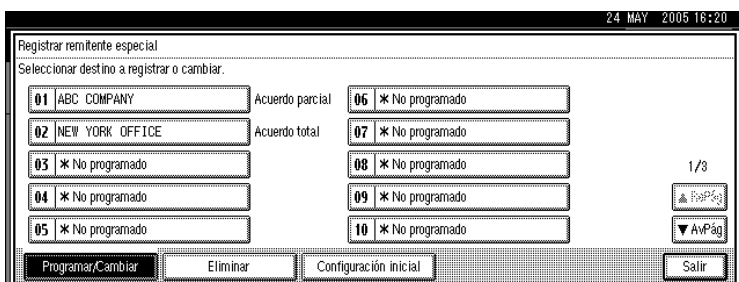 24 MAY 2005 16:20
Registrar remitente especial
Seleccionar destino a registrar o cambiar.
01 ABC COMPANY Acuerdo parcial 06 * No programado
02 NEW YORK OFFICE Acuerdo total 07 * No programado
03 * No programado 08 * No programado 1/3
04 * No programado 09 * No programado ▲ RePág
05 * No programado 10 * No programado ▼ AvPág
Programar/Cambiar Eliminar Configuración inicial Salir